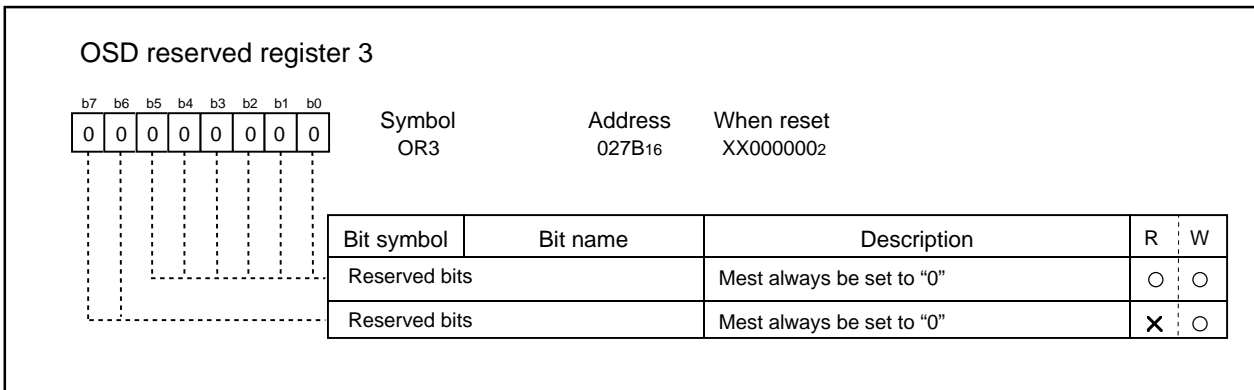 OSD reserved register 3
b7 b6 b5 b4 b3 b2 b1 b0
0 0 0 0 0 0 0 0
Symbol Address When reset
OR3 027B16 XX0000002
Bit symbol Bit name Description R W
Reserved bits Mest always be set to “0” ○ ○
Reserved bits Mest always be set to “0” ✕ ○